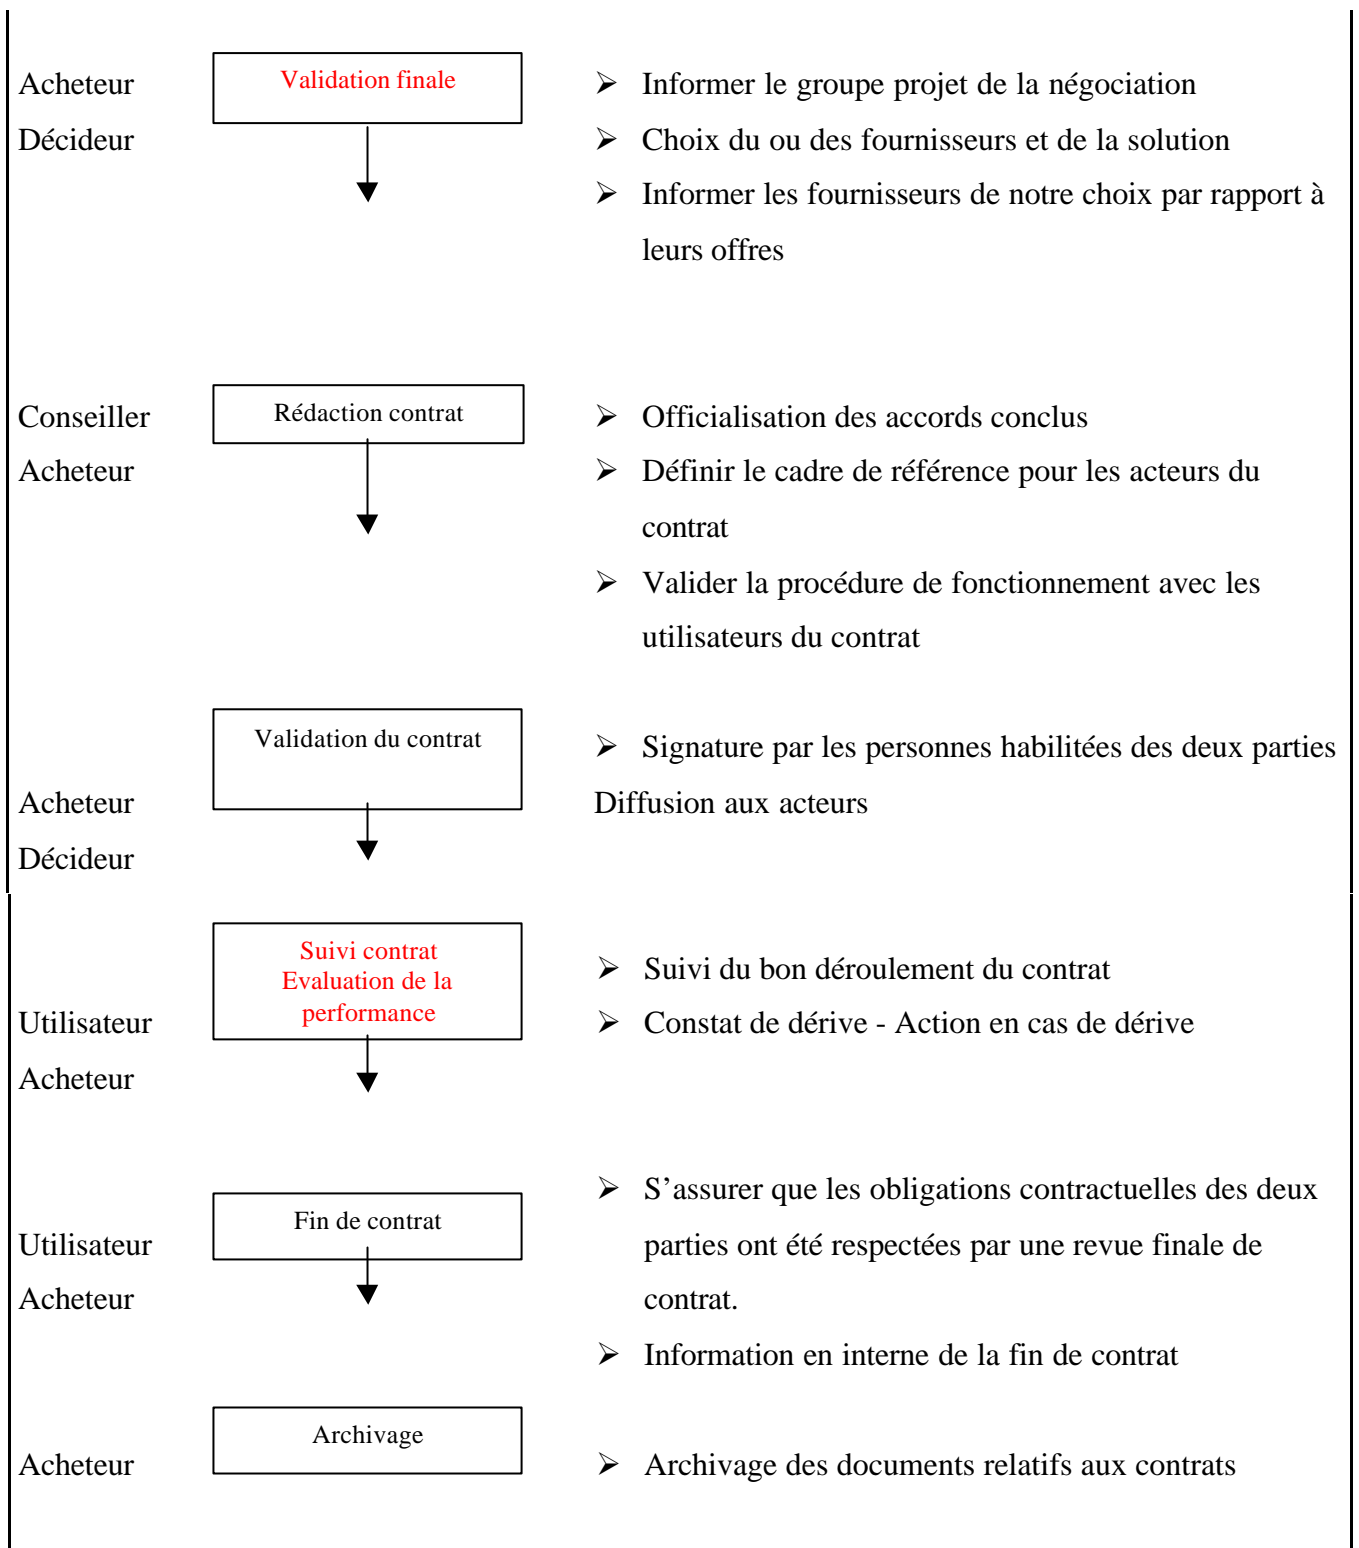 Acheteur
Validation finale
➢ Informer le groupe projet de la négociation
Décideur
➢ Choix du ou des fournisseurs et de la solution
➢ Informer les fournisseurs de notre choix par rapport à
leurs offres
Conseiller
Rédaction contrat
➢ Officialisation des accords conclus
Acheteur
➢ Définir le cadre de référence pour les acteurs du
contrat
➢ Valider la procédure de fonctionnement avec les
utilisateurs du contrat
Validation du contrat
➢ Signature par les personnes habilitées des deux parties
Acheteur
Diffusion aux acteurs
Décideur
Suivi contrat
Evaluation de la
performance
➢ Suivi du bon déroulement du contrat
Utilisateur
➢ Constat de dérive - Action en cas de dérive
Acheteur
➢ S’assurer que les obligations contractuelles des deux
Fin de contrat
Utilisateur
parties ont été respectées par une revue finale de
Acheteur
contrat.
➢ Information en interne de la fin de contrat
Archivage
Acheteur
➢ Archivage des documents relatifs aux contrats